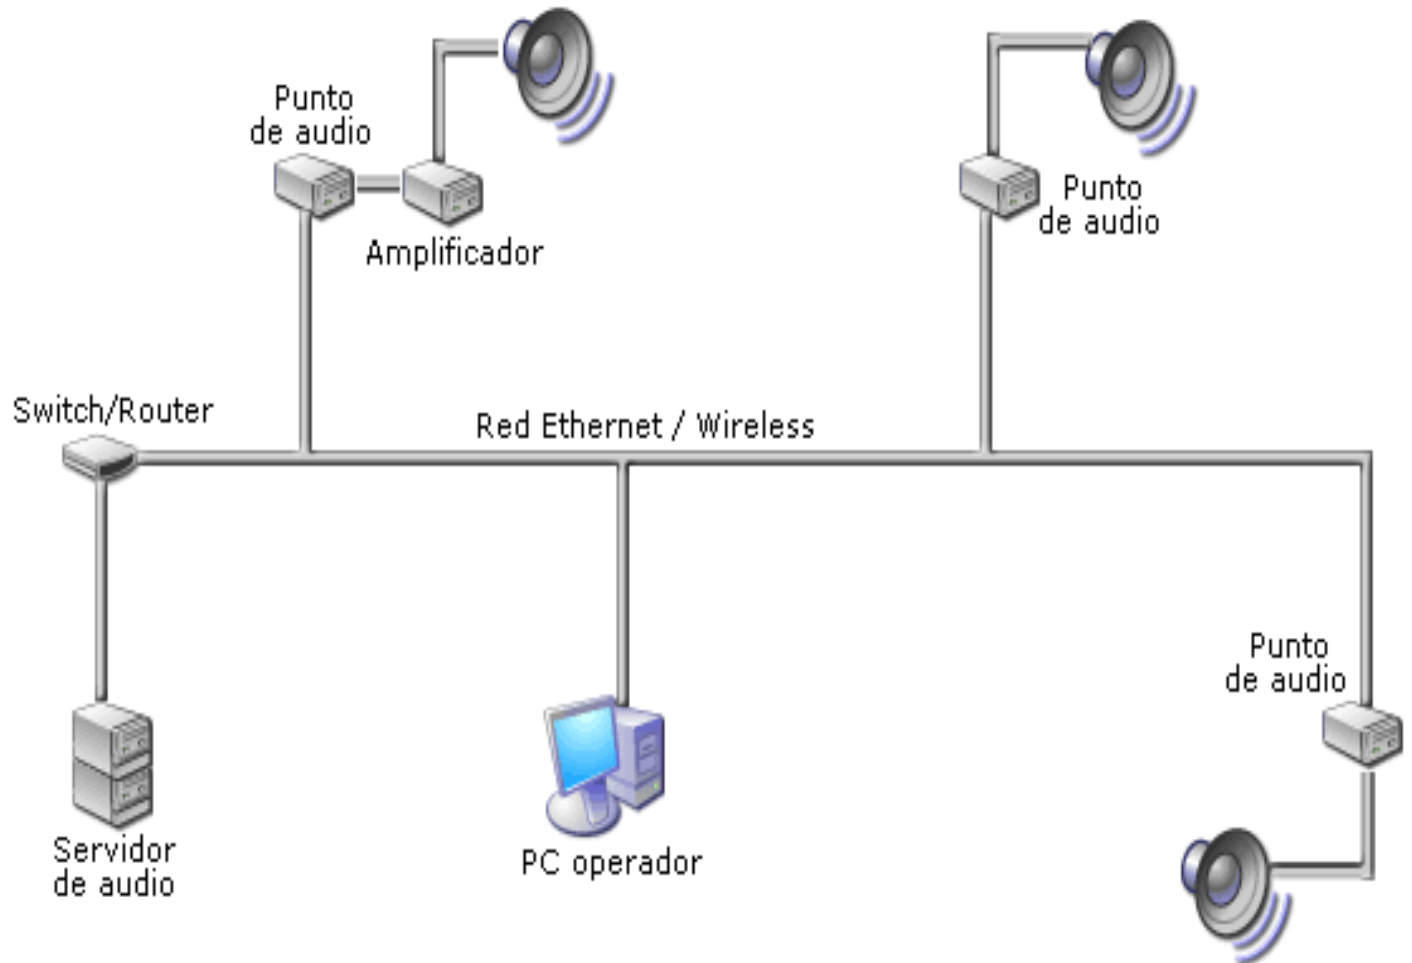 Punto
de audio
Amplificador
Punto
de audio
Switch/Router
Red Ethernet / Wireless
Punto
de audio
Servidor
de audio
PC operador